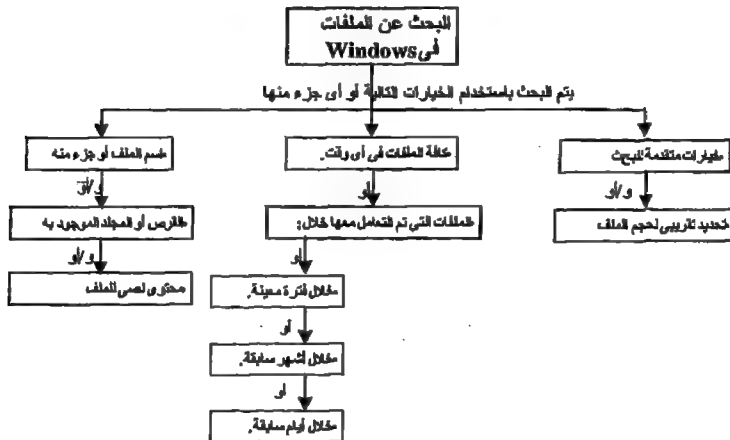 البحث عن الملفات
فى Windows
يتم البحث باستخدام الخيارات التالية أو أى جزء منها
خيارات متقدمة للبحث
و/أو
تحديد تقريبى لحجم الملف
كافة الملفات فى أى وقت.
أو
الملفات التي تم التعامل معها خلال:
أو
خلال فترة معينة.
أو
خلال أشهر سابقة.
أو
خلال أيام سابقة.
اسم الملف أو جزء منه
و/أو
القرص أو المجلد الموجود به
و/أو
محتوى نصى للملف